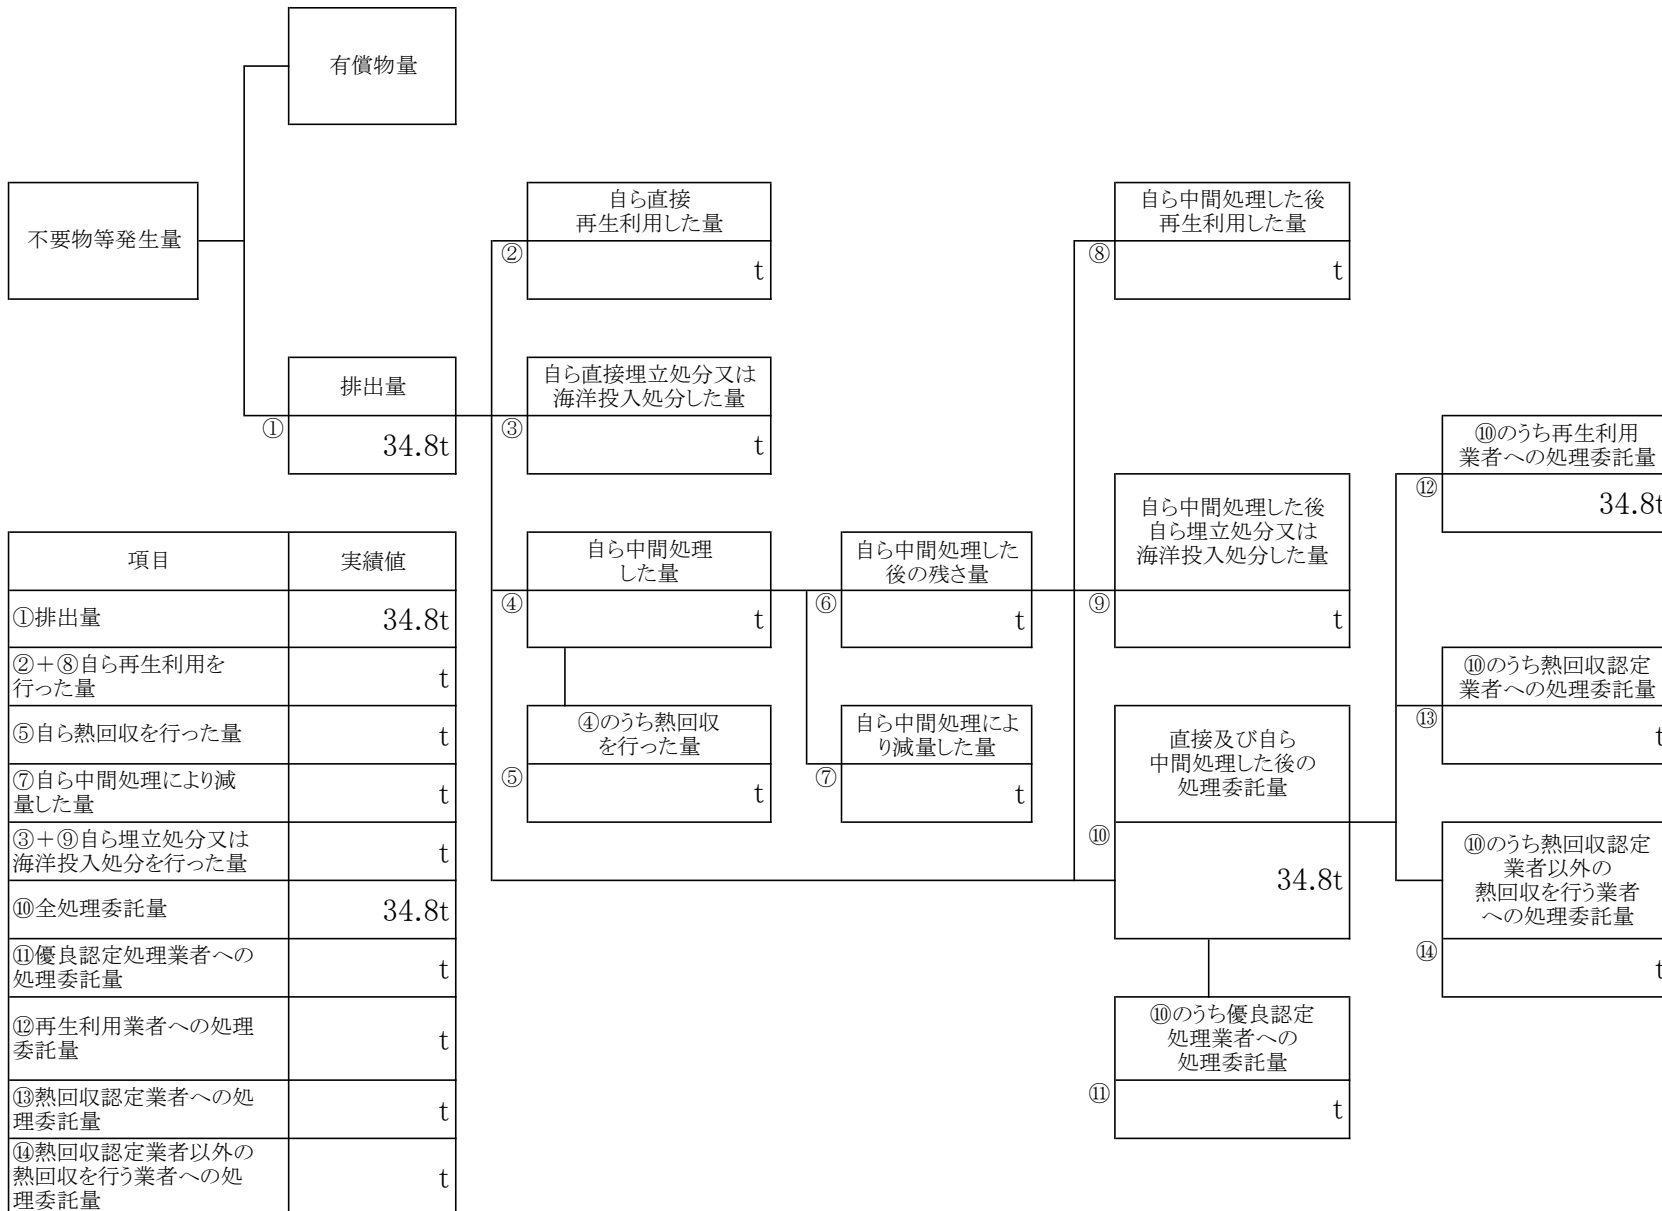 有償物量
不要物等発生量
自ら直接
再生利用した量
②
t
自ら中間処理した後
再生利用した量
⑧
t
排出量
①
34.8t
自ら直接埋立処分又は
海洋投入処分した量
③
t
⑩のうち再生利用
業者への処理委託量
⑫
34.8t
自ら中間処理
した量
④
t
自ら中間処理した
後の残さ量
⑥
t
自ら中間処理した後
自ら埋立処分又は
海洋投入処分した量
⑨
t
⑩のうち熱回収認定
業者への処理委託量
⑬
t
④のうち熱回収
を行った量
⑤
t
自ら中間処理によ
り減量した量
⑦
t
直接及び自ら
中間処理した後の
処理委託量
⑩
34.8t
⑩のうち熱回収認定
業者以外の
熱回収を行う業者
への処理委託量
⑭
t
⑩のうち優良認定
処理業者への
処理委託量
⑪
t
項目 実績値
①排出量 34.8t
②+⑧自ら再生利用を
行った量 t
⑤自ら熱回収を行った量 t
⑦自ら中間処理により減
量した量 t
③+⑨自ら埋立処分又は
海洋投入処分を行った量 t
⑩全処理委託量 34.8t
⑪優良認定処理業者への
処理委託量 t
⑫再生利用業者への処理
委託量 t
⑬熱回収認定業者への処
理委託量 t
⑭熱回収認定業者以外の
熱回収を行う業者への処
理委託量 t